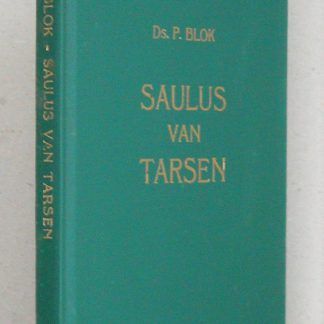 Ds. P. BLOK
SAULUS
VAN
TARSEN
BLOK - SAULUS VAN TARSEN